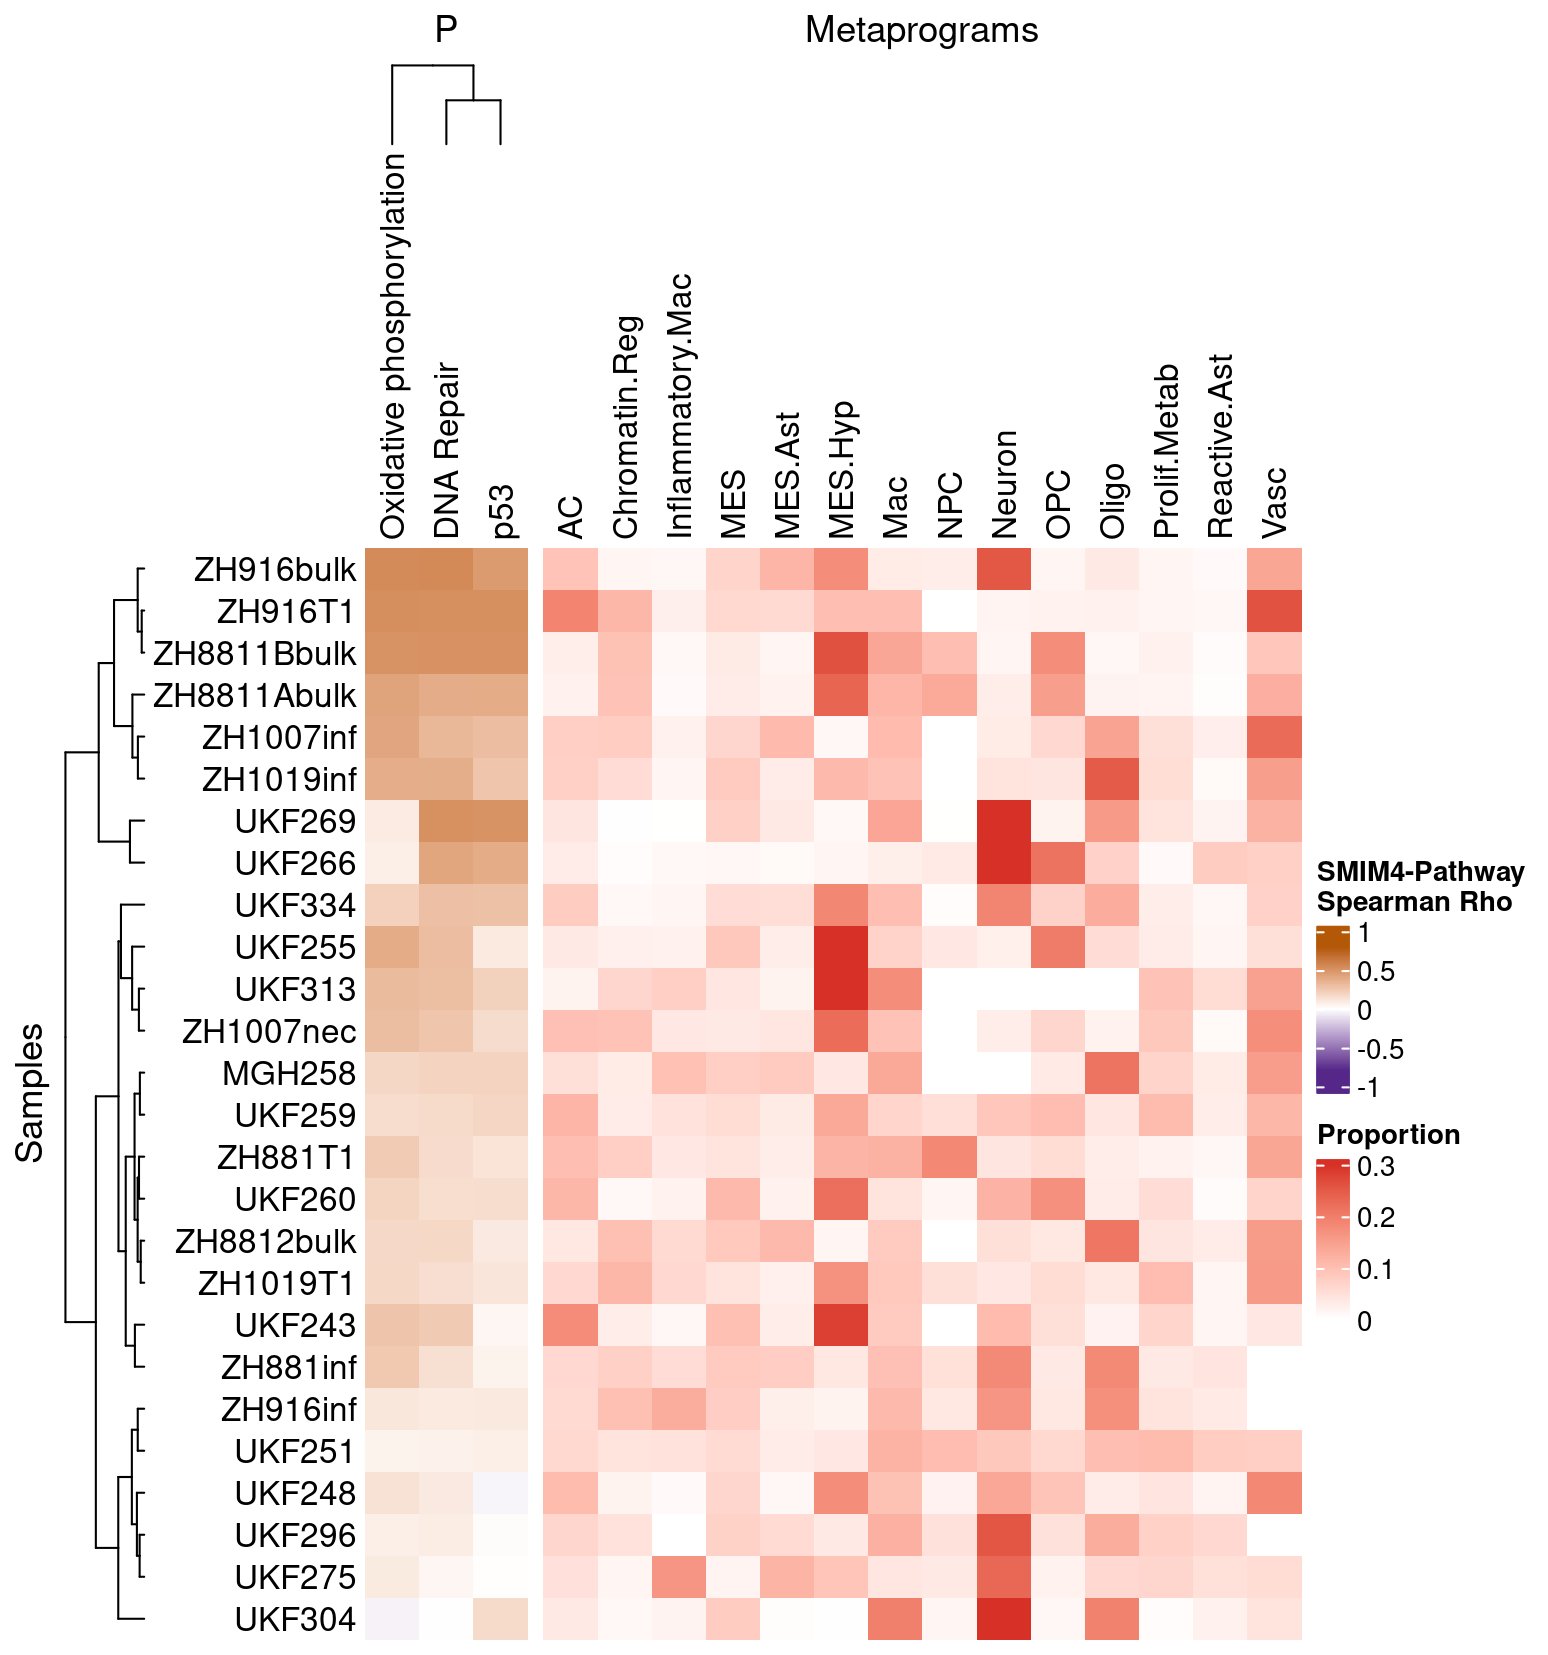 P
Metaprograms
Oxidative phosphorylation
DNA Repair
p53
AC
Chromatin.Reg
Inflammatory.Mac
MES
MES.Ast
MES.Hyp
Mac
NPC
Neuron
OPC
Oligo
Prolif.Metab
Reactive.Ast
Vasc
Samples
ZH916bulk
ZH916T1
ZH8811Bbulk
ZH8811Abulk
ZH1007inf
ZH1019inf
UKF269
UKF266
UKF334
UKF255
UKF313
ZH1007nec
MGH258
UKF259
ZH881T1
UKF260
ZH8812bulk
ZH1019T1
UKF243
ZH881inf
ZH916inf
UKF251
UKF248
UKF296
UKF275
UKF304
SMIM4-Pathway
Spearman Rho
1
0.5
0
-0.5
-1
Proportion
0.3
0.2
0.1
0